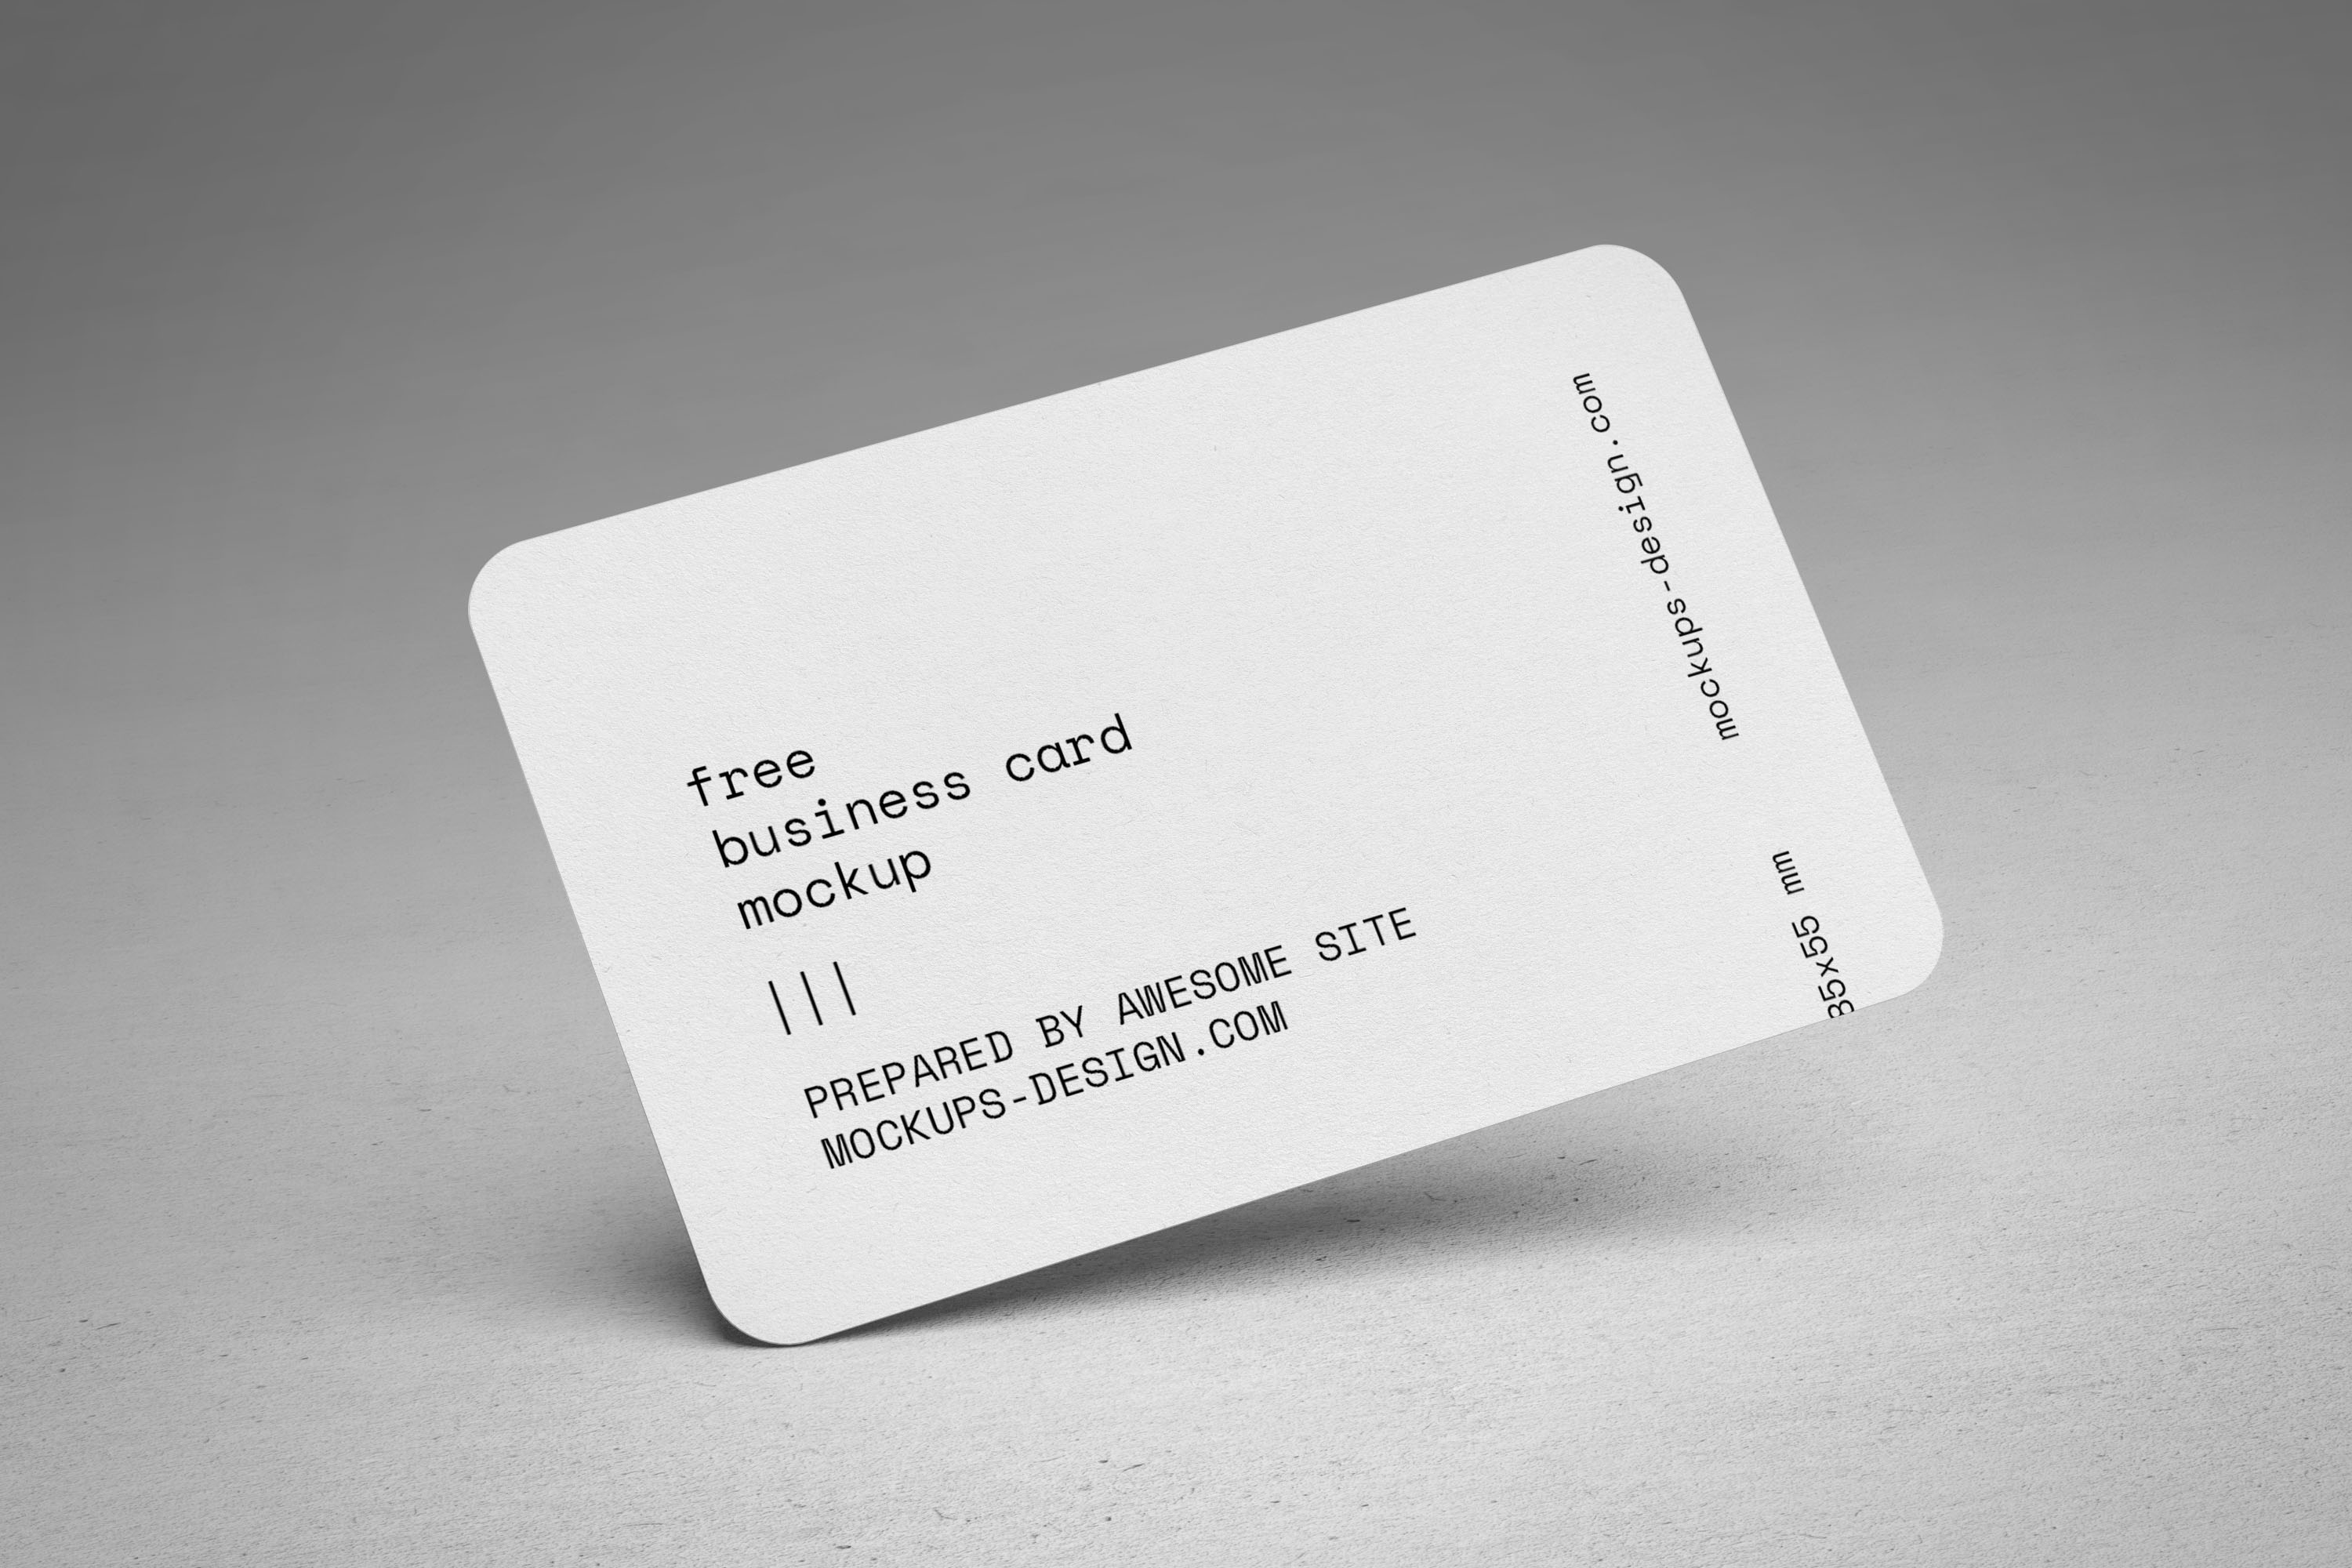 free
business card
mockup
|||
PREPARED BY AWESOME SITE
MOCKUPS-DESIGN.COM
85x55 mm
mockups-design.com